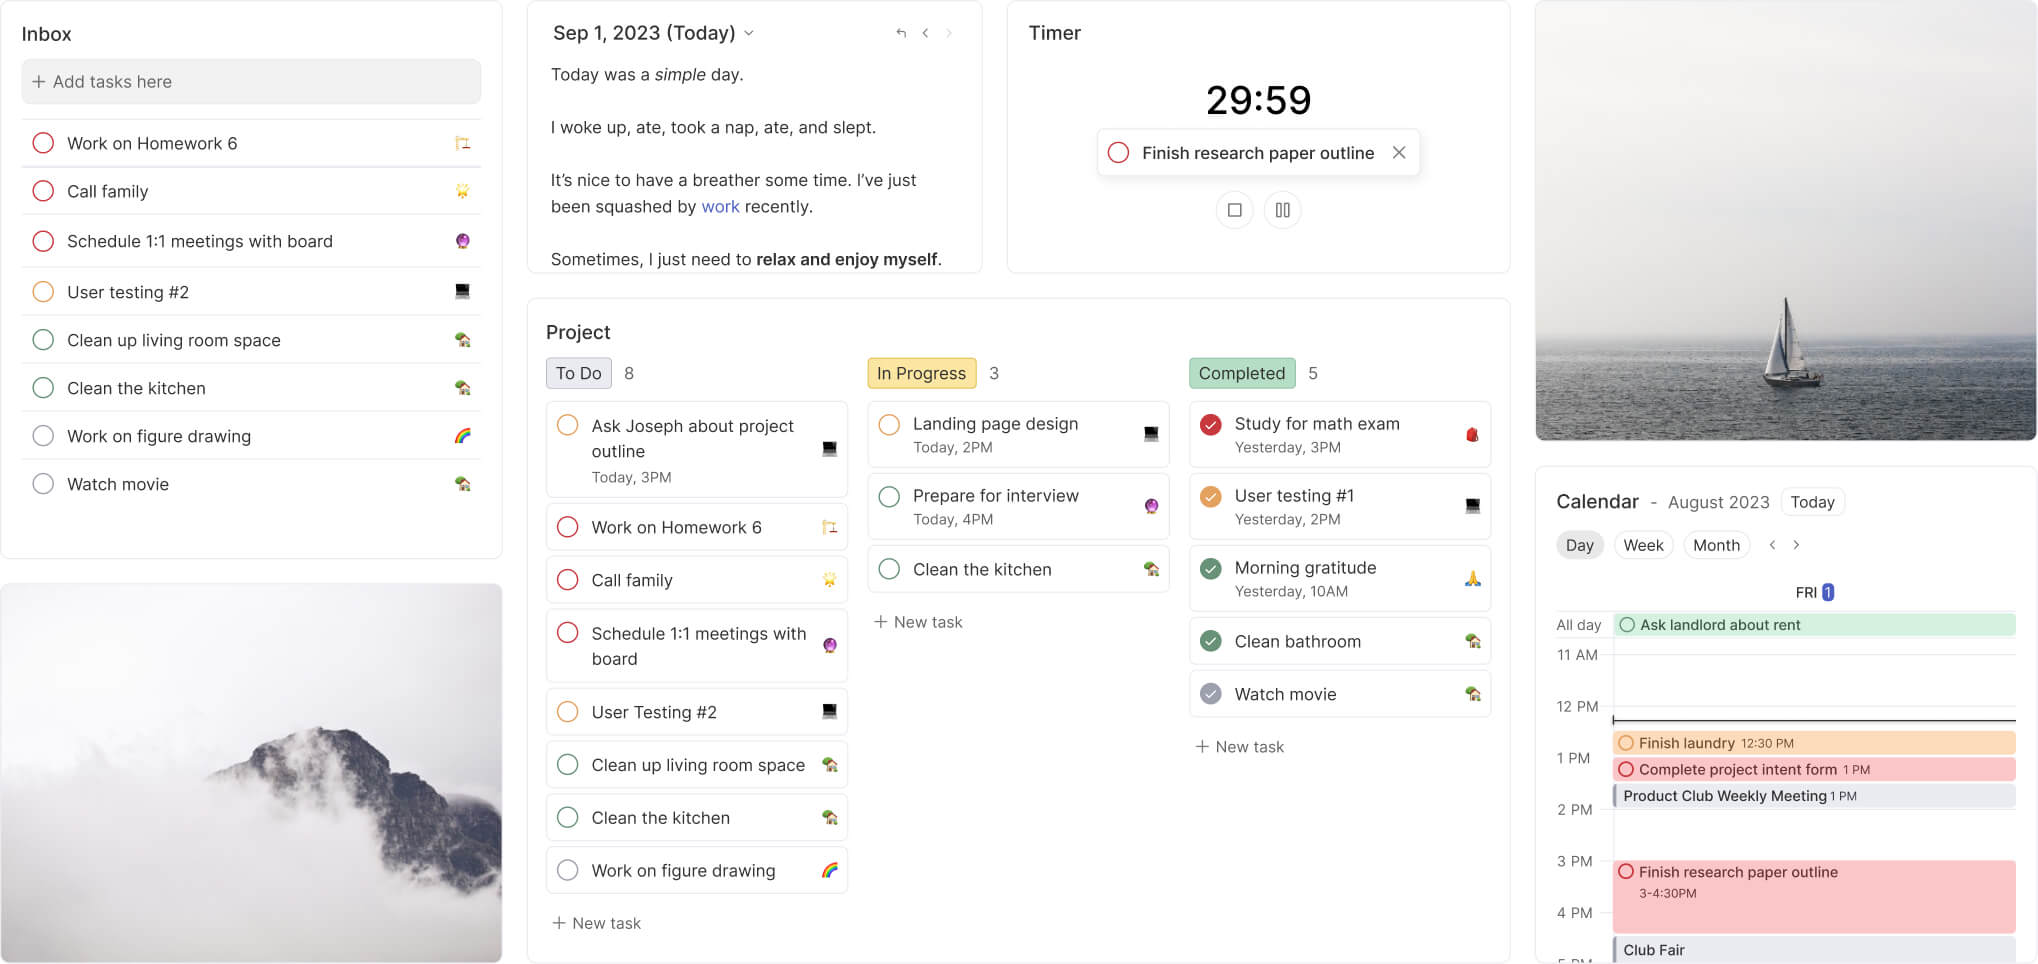 Inbox
+ Add tasks here
Work on Homework 6
Call family
Schedule 1:1 meetings with board
User testing #2
Clean up living room space
Clean the kitchen
Work on figure drawing
Watch movie
Sep 1, 2023 (Today)
Today was a simple day.
I woke up, ate, took a nap, ate, and slept.
It’s nice to have a breather some time. I’ve just
been squashed by work recently.
Sometimes, I just need to relax and enjoy myself.
Timer
29:59
Finish research paper outline
Project
To Do 8
Ask Joseph about project
outline
Today, 3PM
Work on Homework 6
Call family
Schedule 1:1 meetings with
board
User Testing #2
Clean up living room space
Clean the kitchen
Work on figure drawing
+ New task
In Progress 3
Landing page design
Today, 2PM
Prepare for interview
Today, 4PM
Clean the kitchen
+ New task
Completed 5
Study for math exam
Yesterday, 3PM
User testing #1
Yesterday, 2PM
Morning gratitude
Yesterday, 10AM
Clean bathroom
Watch movie
+ New task
Calendar - August 2023 Today
Day Week Month
FRI 1
All day Ask landlord about rent
11 AM
12 PM
Finish laundry 12:30 PM
1 PM
Complete project intent form 1 PM
Product Club Weekly Meeting 1 PM
2 PM
3 PM
Finish research paper outline
3-4:30PM
4 PM
Club Fair
5 PM